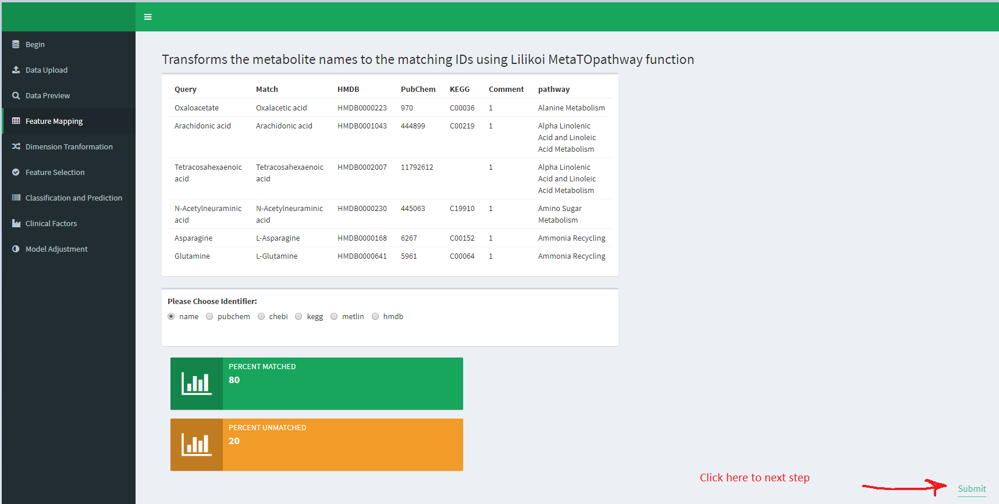 Begin
Data Upload
Data Preview
Feature Mapping
Dimension Tranformation
Feature Selection
Classification and Prediction
Clinical Factors
Model Adjustment
Transforms the metabolite names to the matching IDs using Lilikoi MetaTOpathway function
Query Match HMDB PubChem KEGG Comment pathway
Oxaloacetate Oxalacetic acid HMDB0000223 970 C00036 1 Alanine Metabolism
Arachidonic acid Arachidonic acid HMDB0001043 444899 C00219 1 Alpha Linolenic
Acid and Linoleic
Acid Metabolism
Tetracosahexaenoic Tetracosahexaenoic HMDB0002007 11792612 1 Alpha Linolenic
acid acid Acid and Linoleic
Acid Metabolism
N-Acetylneuraminic N-Acetylneuraminic HMDB0000230 445063 C19910 1 Amino Sugar
acid acid Metabolism
Asparagine L-Asparagine HMDB0000168 6267 C00152 1 Ammonia Recycling
Glutamine L-Glutamine HMDB0000641 5961 C00064 1 Ammonia Recycling
Please Choose Identifier:
name pubchem chebi kegg metlin hmdb
PERCENT MATCHED
80
PERCENT UNMATCHED
20
Click here to next step
Submit